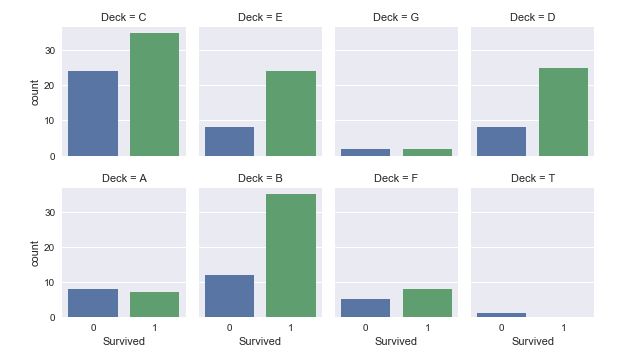 Deck = C Deck = E Deck = G Deck = D
30
20
10
0
count
Deck = A Deck = B Deck = F Deck = T
30
20
10
0
count
0 1 0 1 0 1 0 1
Survived Survived Survived Survived